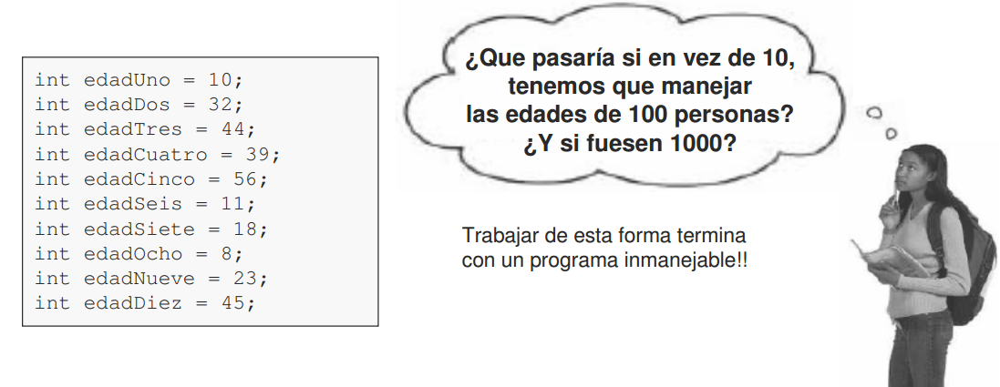 int edadUno = 10;
int edadDos = 32;
int edadTres = 44;
int edadCuatro = 39;
int edadCinco = 56;
int edadSeis = 11;
int edadSiete = 18;
int edadOcho = 8;
int edadNueve = 23;
int edadDiez = 45;
¿Que pasaría si en vez de 10,
tenemos que manejar
las edades de 100 personas?
¿Y si fuesen 1000?
Trabajar de esta forma termina
con un programa inmanejable!!